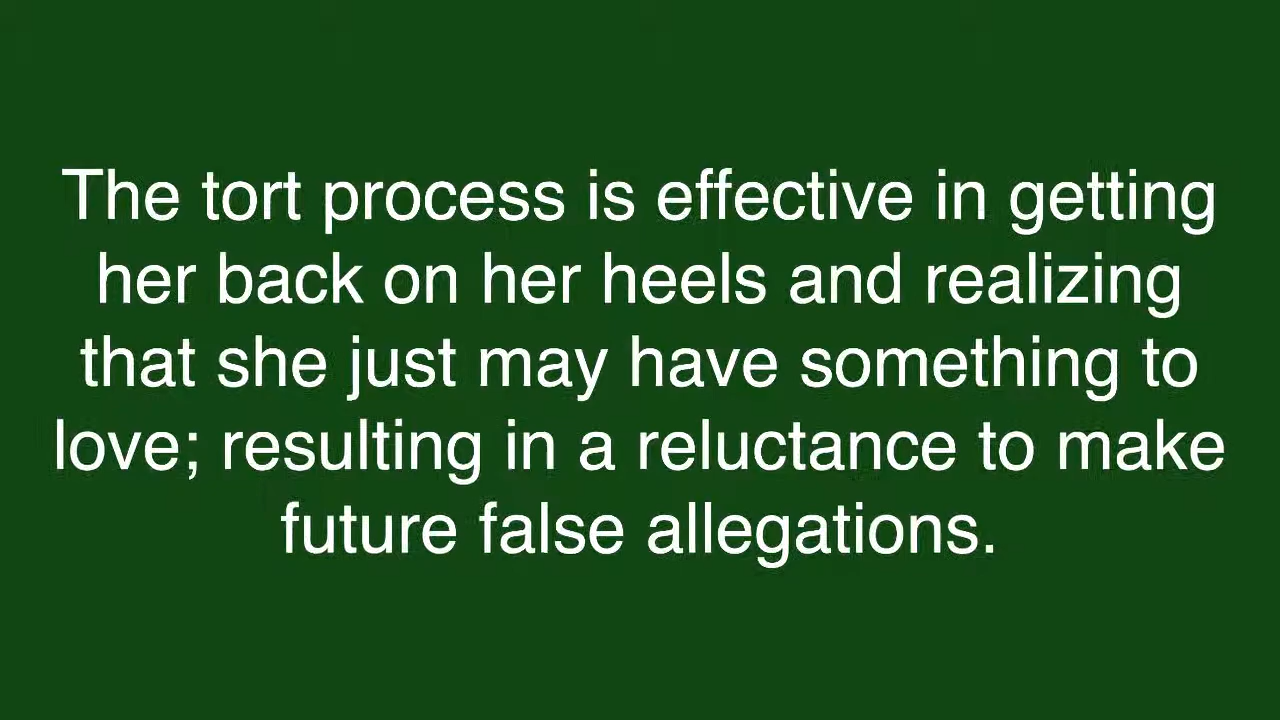 The tort process is effective in getting
her back on her heels and realizing
that she just may have something to
love; resulting in a reluctance to make
future false allegations.